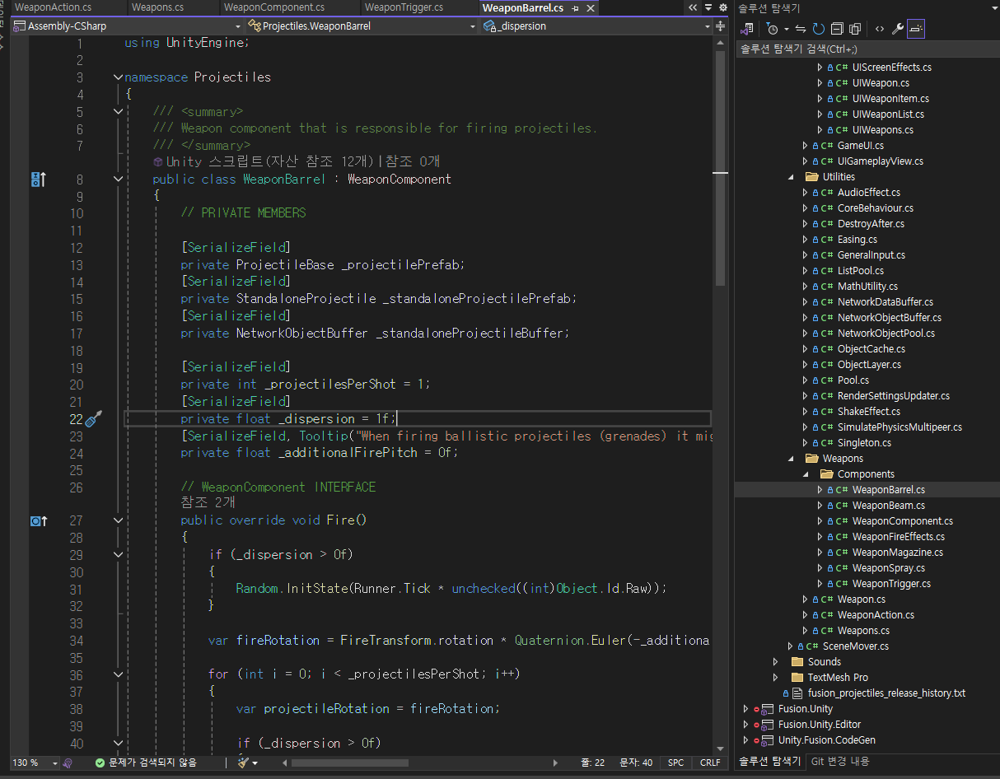 WeaponAction.cs
Weapons.cs
WeaponComponent.cs
WeaponTrigger.cs
WeaponBarrel.cs
Assembly-CSharp
Projectiles.WeaponBarrel
_dispersion
1 using UnityEngine;
2
3 namespace Projectiles
4 {
5 /// <summary>
6 /// Weapon component that is responsible for firing projectiles.
7 /// </summary>
Unity 스크립트(자산 참조 12개)|참조 0개
8 public class WeaponBarrel : WeaponComponent
9 {
10 // PRIVATE MEMBERS
11
12 [SerializeField]
13 private ProjectileBase _projectilePrefab;
14 [SerializeField]
15 private StandaloneProjectile _standaloneProjectilePrefab;
16 [SerializeField]
17 private NetworkObjectBuffer _standaloneProjectileBuffer;
18
19 [SerializeField]
20 private int _projectilesPerShot = 1;
21 [SerializeField]
22 private float _dispersion = 1f;
23 [SerializeField, Tooltip("When firing ballistic projectiles (grenades) it mig
24 private float _additionalFirePitch = 0f;
25
26 // WeaponComponent INTERFACE
참조 2개
27 public override void Fire()
28 {
29 if (_dispersion > 0f)
30 {
31 Random.InitState(Runner.Tick * unchecked((int)Object.Id.Raw));
32 }
33
34 var fireRotation = FireTransform.rotation * Quaternion.Euler(-_additiona
35
36 for (int i = 0; i < _projectilesPerShot; i++)
37 {
38 var projectileRotation = fireRotation;
39
40 if (_dispersion > 0f)
130 %
문제가 검색되지 않음
줄: 22
문자: 40
SPC
CRLF
솔루션 탐색기
솔루션 탐색기 검색(Ctrl+;)
C# UIScreenEffects.cs
C# UIWeapon.cs
C# UIWeaponItem.cs
C# UIWeaponList.cs
C# UIWeapons.cs
C# GameUI.cs
C# UIGameplayView.cs
Utilities
C# AudioEffect.cs
C# CoreBehaviour.cs
C# DestroyAfter.cs
C# Easing.cs
C# GeneralInput.cs
C# ListPool.cs
C# MathUtility.cs
C# NetworkDataBuffer.cs
C# NetworkObjectBuffer.cs
C# NetworkObjectPool.cs
C# ObjectCache.cs
C# ObjectLayer.cs
C# Pool.cs
C# RenderSettingsUpdater.cs
C# ShakeEffect.cs
C# SimulatePhysicsMultipeer.cs
C# Singleton.cs
Weapons
Components
C# WeaponBarrel.cs
C# WeaponBeam.cs
C# WeaponComponent.cs
C# WeaponFireEffects.cs
C# WeaponMagazine.cs
C# WeaponSpray.cs
C# WeaponTrigger.cs
C# Weapon.cs
C# WeaponAction.cs
C# Weapons.cs
C# SceneMover.cs
Sounds
TextMesh Pro
fusion_projectiles_release_history.txt
Fusion.Unity
Fusion.Unity.Editor
Unity.Fusion.CodeGen
솔루션 탐색기
Git 변경 내용